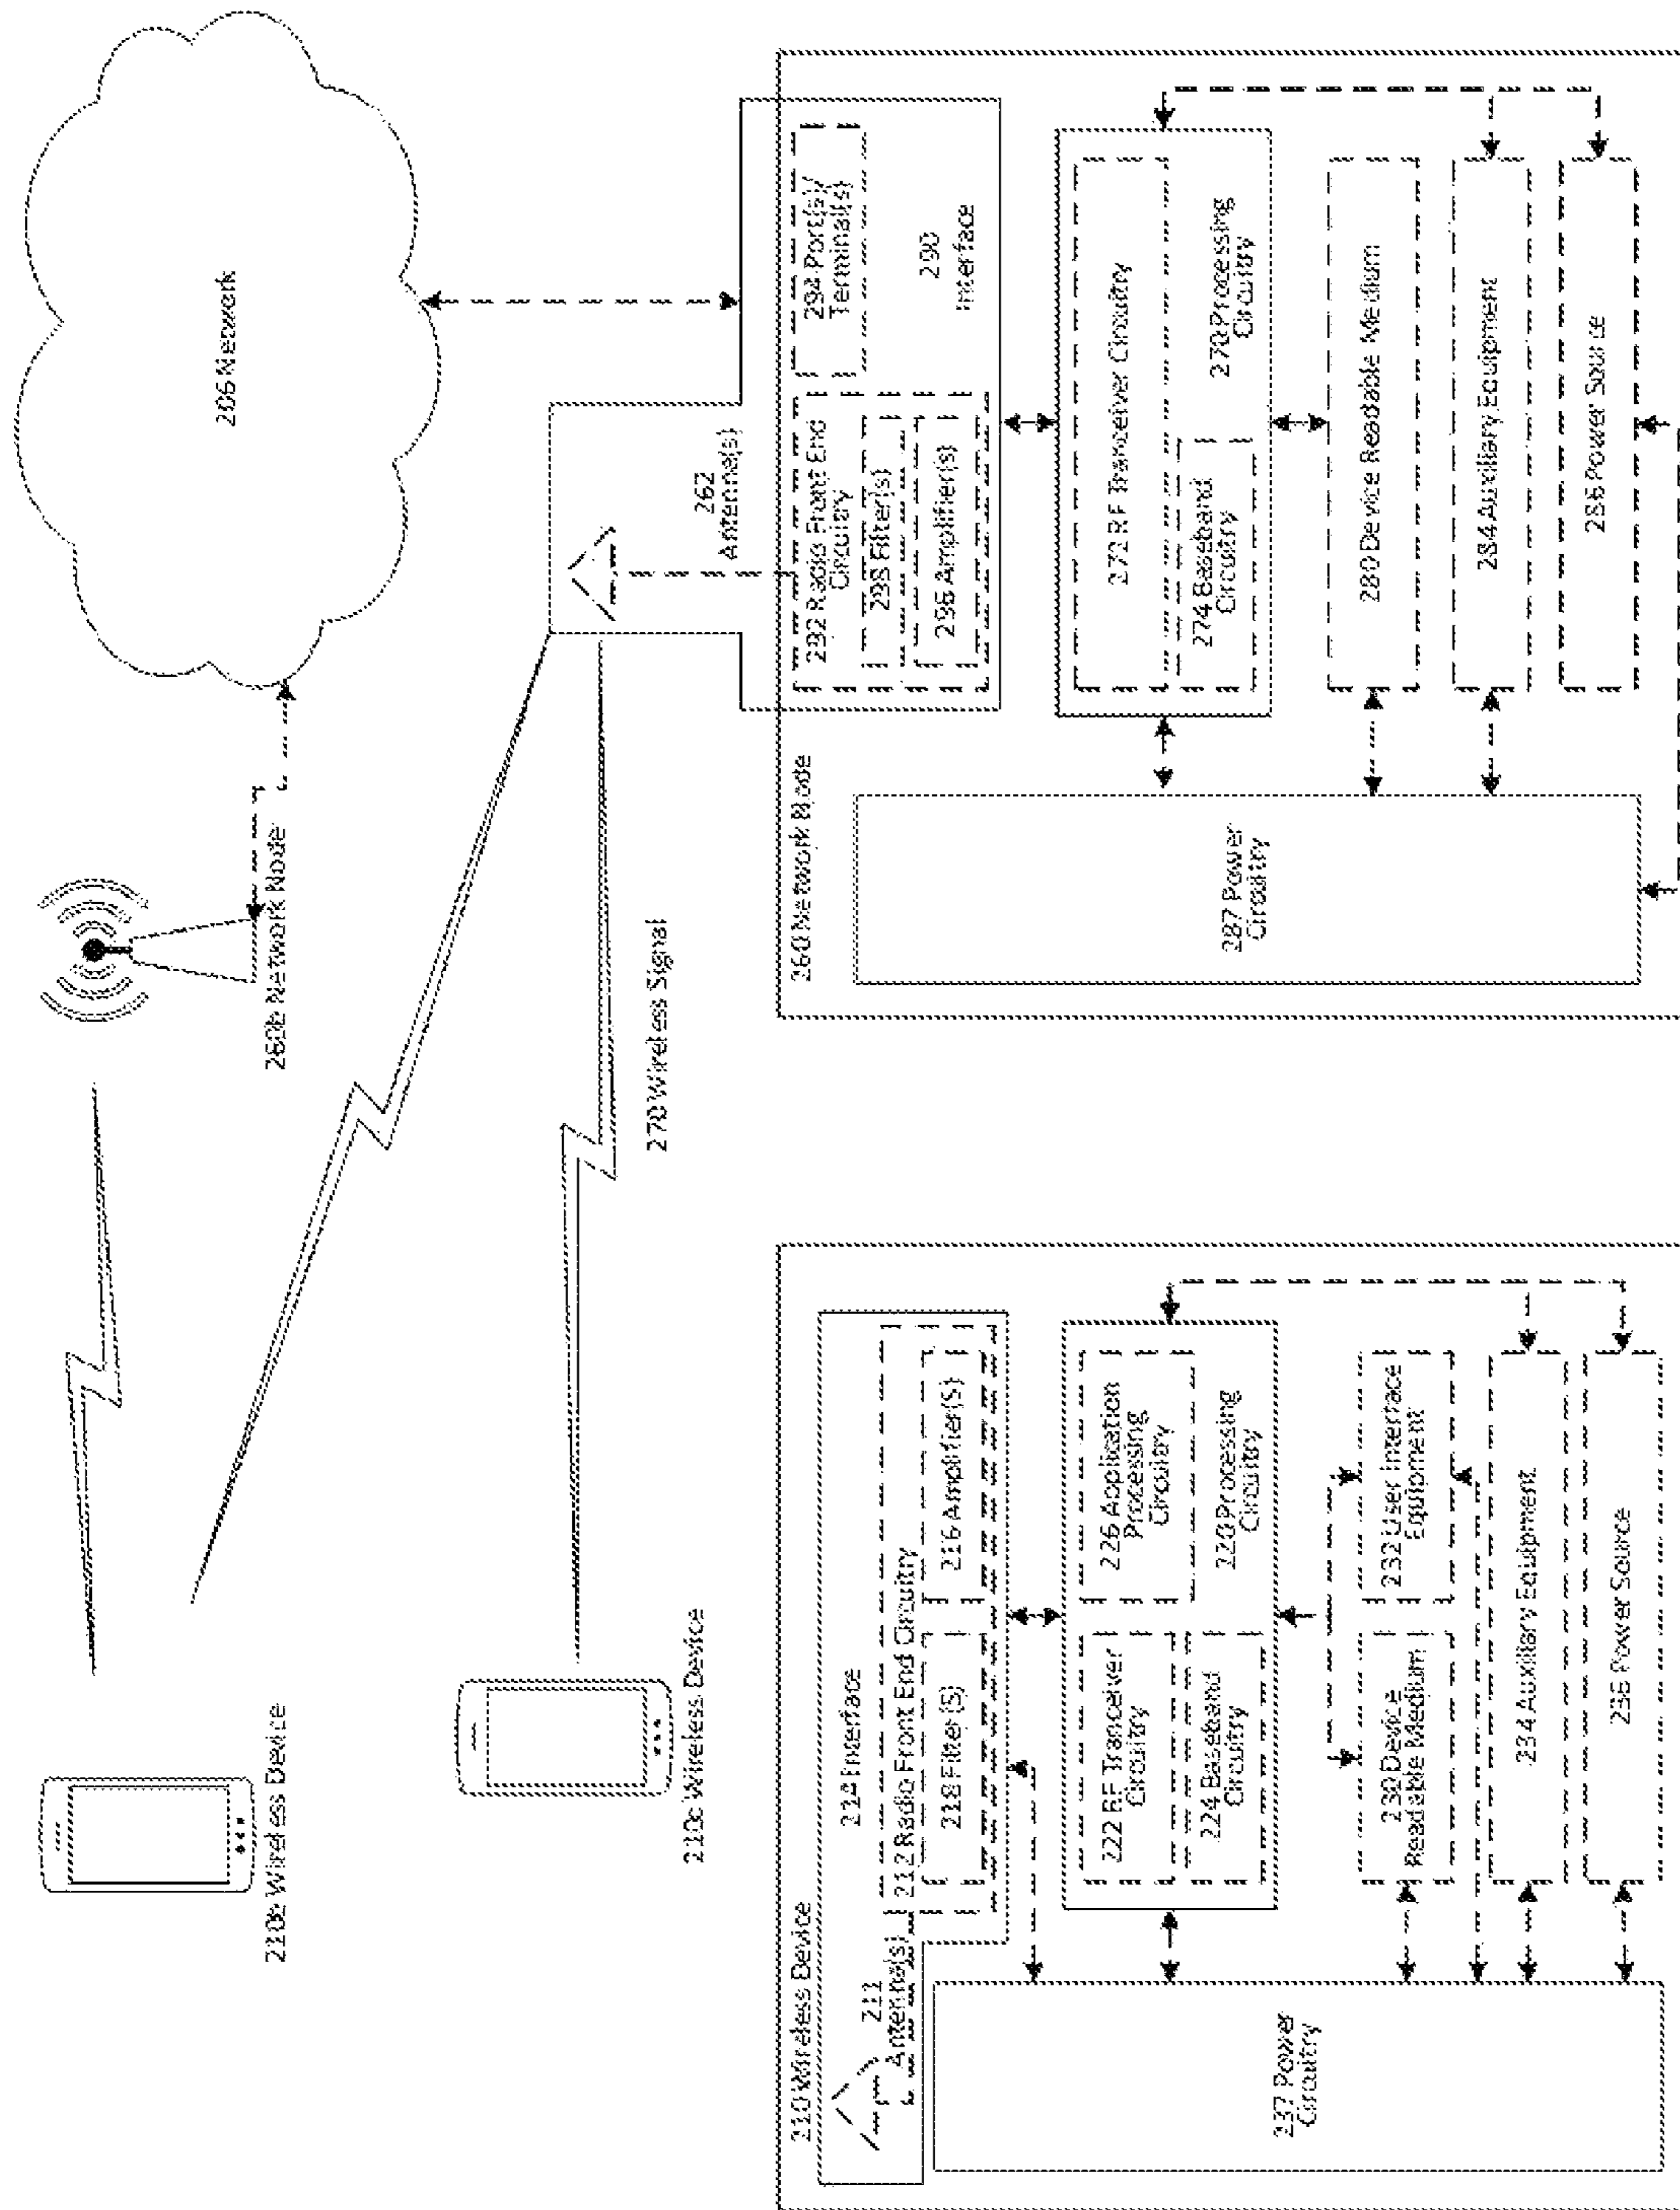 206 Network
260b Network Node
210b Wireless Device
210c Wireless Device
270 Wireless Signal
262
Antenna(s)
210 Wireless Device
214 Interface
211
Antenna(s)
212 Radio Front End Circuitry
218 Filter(S)
216 Amplifier(S)
222 RF Tranceiver
Circuitry
226 Application
Processing
Circuitry
224 Baseband
Circuitry
220 Processing
Circuitry
230 Device
Readable Medium
232 User Interface
Equipment
234 Auxiliary Equipment
236 Power Source
237 Power
Circuitry
260 Network Node
292 Radio Front End
Circuitry
298 Filter(s)
296 Amplifier(s)
294 Port(s)/
Terminal(s)
290
Interface
272 RF Tranceiver Circuitry
274 Baseband
Circuitry
270 Processing
Circuitry
280 Device Readable Medium
284 Auxiliary Equipment
286 Power Source
287 Power
Circuitry